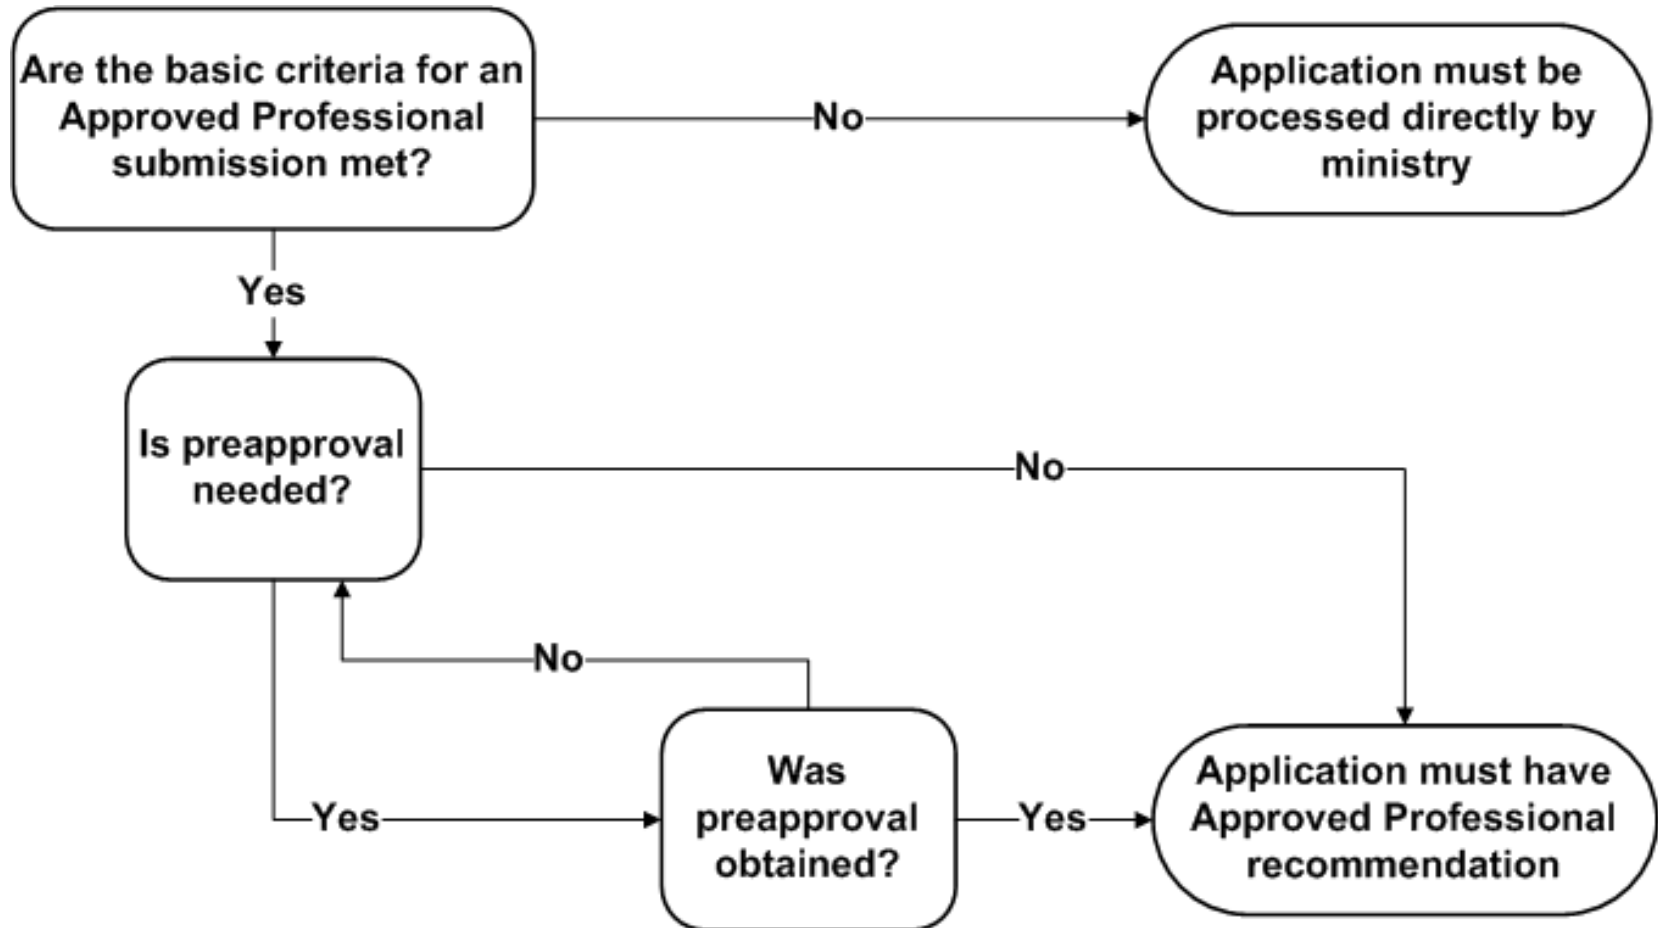 Are the basic criteria for an
Approved Professional
submission met?
No
Application must be
processed directly by
ministry
Yes
Is preapproval
needed?
No
No
Yes
Was
preapproval
obtained?
Yes
Application must have
Approved Professional
recommendation